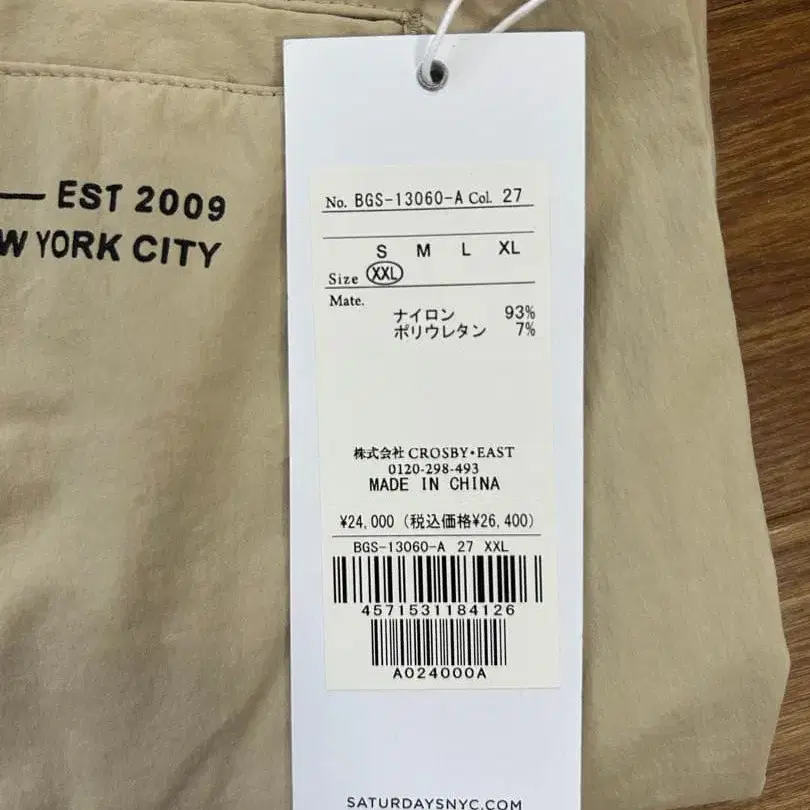 EST 2009
YORK CITY
No. BGS-13060-A Col. 27
S M L XL
Size XXL
Mate.
ナイロン 93%
ポリウレタン 7%
株式会社 CROSBY・EAST
0120-298-493
MADE IN CHINA
¥24,000 (税込価格¥26,400)
BGS-13060-A 27 XXL
4571531184126
A024000A
SATURDAYSNYC.COM